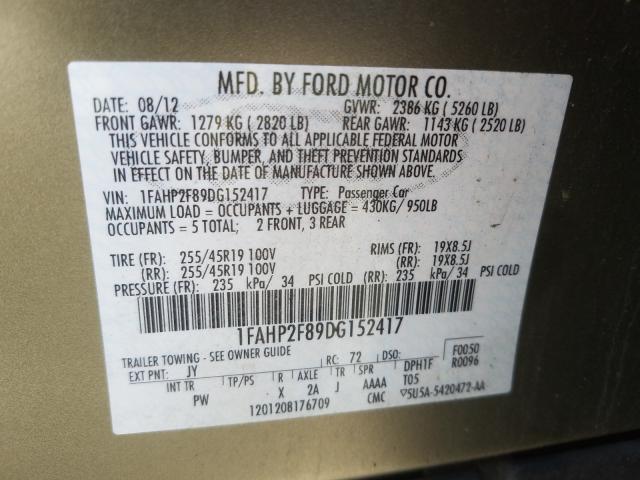 MFD. BY FORD MOTOR CO.
DATE: 08/12 GVWR: 2386 KG ( 5260 LB)
FRONT GAWR: 1279 KG ( 2820 LB) REAR GAWR: 1143 KG ( 2520 LB)
THIS VEHICLE CONFORMS TO ALL APPLICABLE FEDERAL MOTOR
VEHICLE SAFETY, BUMPER, AND THEFT PREVENTION STANDARDS
IN EFFECT ON THE DATE OF MANUFACTURE SHOWN ABOVE.
VIN: 1FAHP2F89DG152417 TYPE: Passenger Car
MAXIMUM LOAD = OCCUPANTS + LUGGAGE = 430KG/ 950LB
OCCUPANTS = 5 TOTAL; 2 FRONT, 3 REAR
TIRE (FR): 255/45R19 100V RIMS (FR): 19X8.5J
(RR): 255/45R19 100V (RR): 19X8.5J
PRESSURE (FR): 235 kPa/ 34 PSI COLD (RR): 235 kPa/ 34 PSI COLD
1FAHP2F89DG152417
TRAILER TOWING - SEE OWNER GUIDE RC: 72 DSO: F0050
EXT PNT: JY R0096
INT TR TP/PS R AXLE TR SPR DPH1F
PW X 2A J AAAA T05
1201208176709 CMC ▽5U5A-5420472-AA